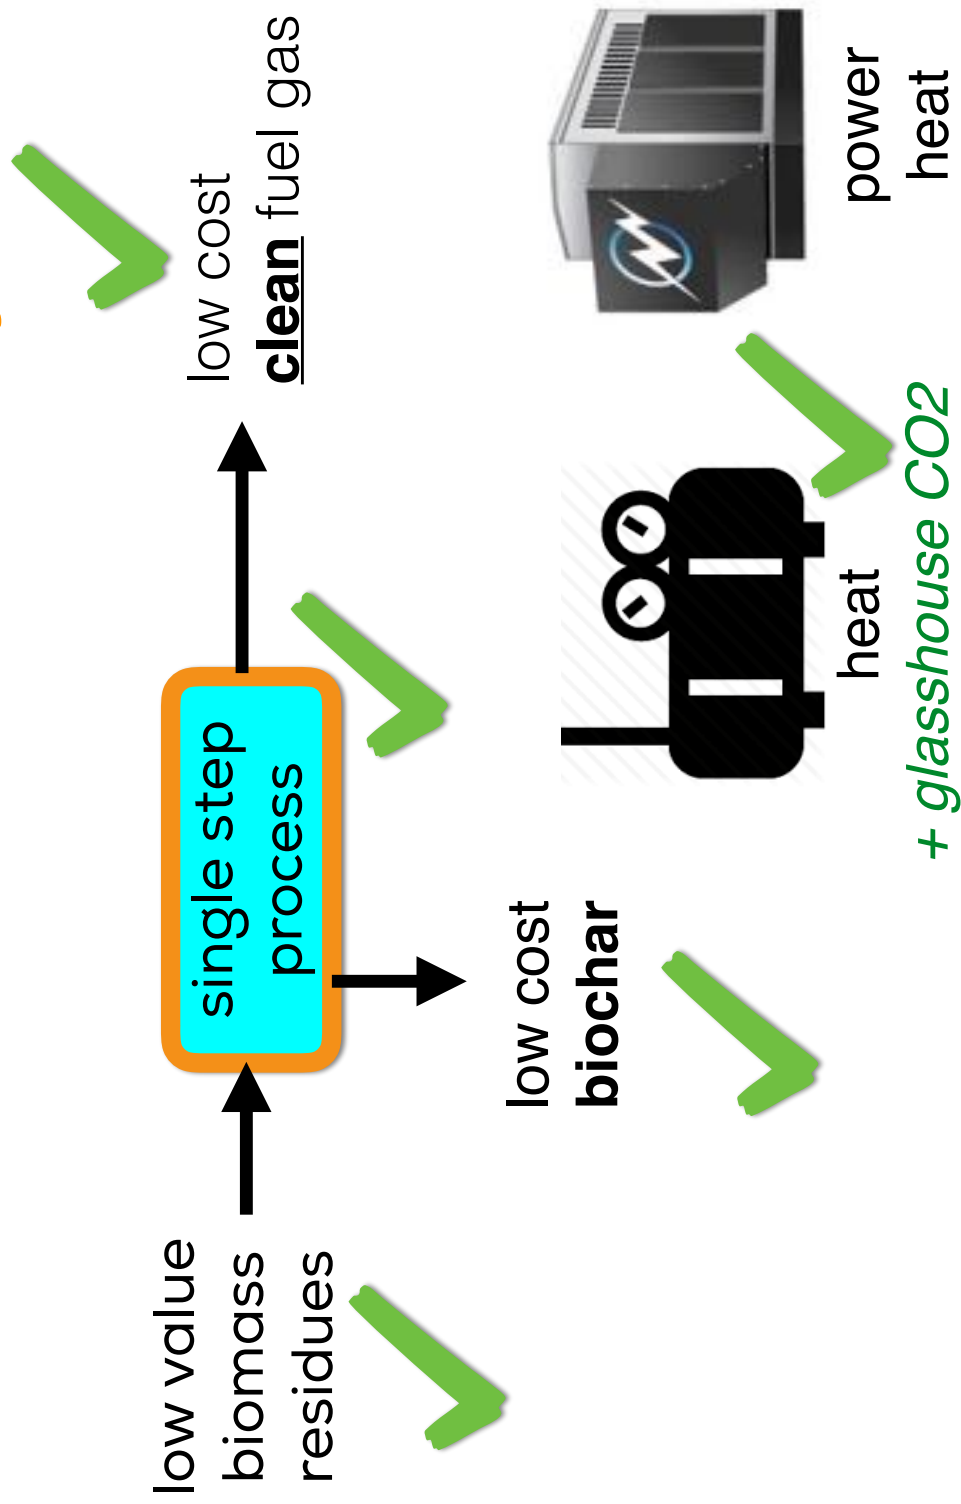 low value
biomass
residues
single step
process
low cost
clean fuel gas
low cost
biochar
heat
+ glasshouse CO2
power
heat